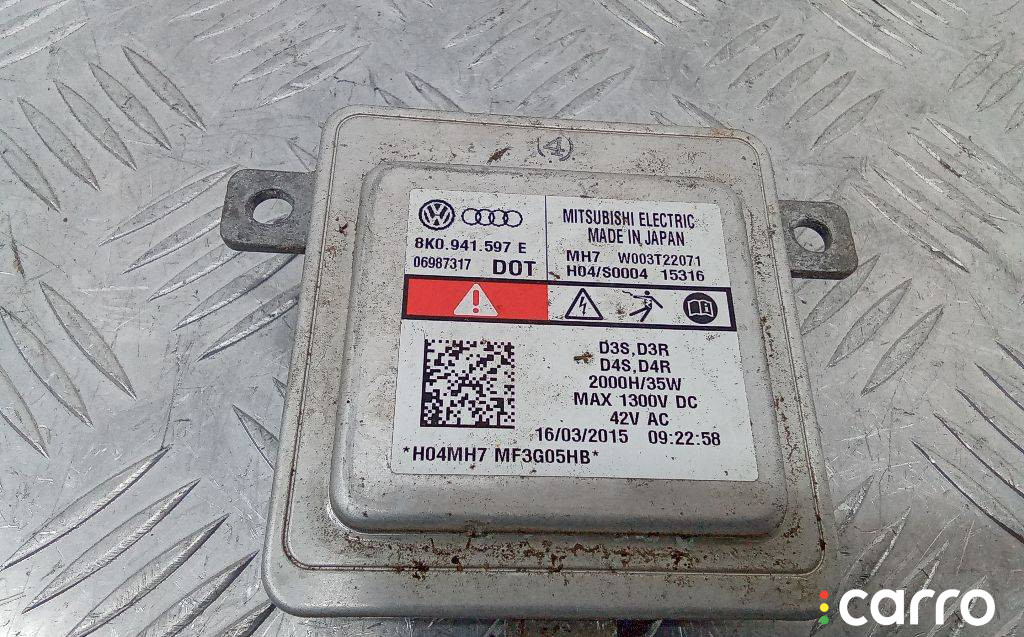 (4)
8K0.941.597 E
06987317 DOT
MITSUBISHI ELECTRIC
MADE IN JAPAN
MH7 W003T22071
H04/S0004 15316
D3S,D3R
D4S,D4R
2000H/35W
MAX 1300V DC
42V AC
16/03/2015 09:22:58
*H04MH7 MF3G05HB*
carro